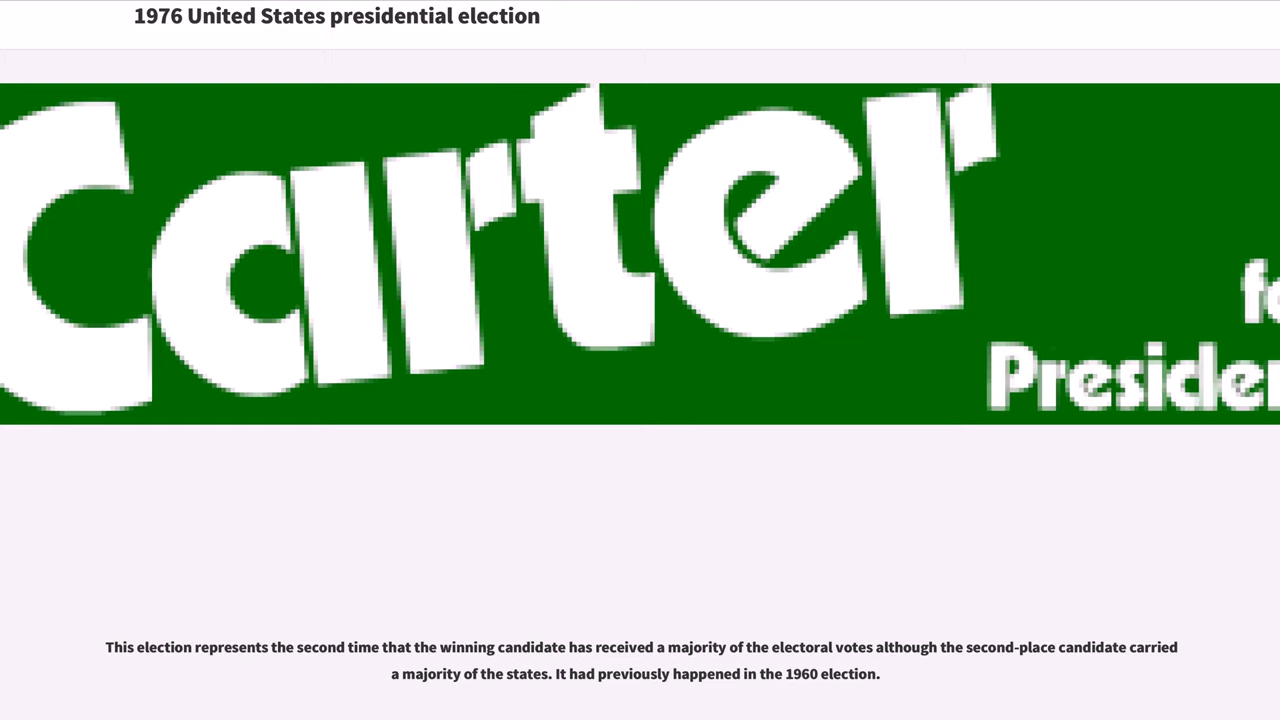 1976 United States presidential election
Carter
fo
Presiden
This election represents the second time that the winning candidate has received a majority of the electoral votes although the second-place candidate carried
a majority of the states. It had previously happened in the 1960 election.